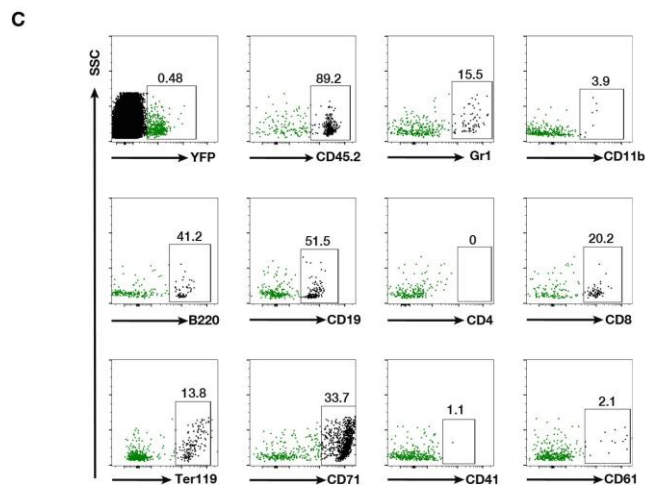 C
SSC
0.48
89.2
15.5
3.9
YFP
CD45.2
Gr1
CD11b
41.2
51.5
0
20.2
B220
CD19
CD4
CD8
13.8
33.7
1.1
2.1
Ter119
CD71
CD41
CD61